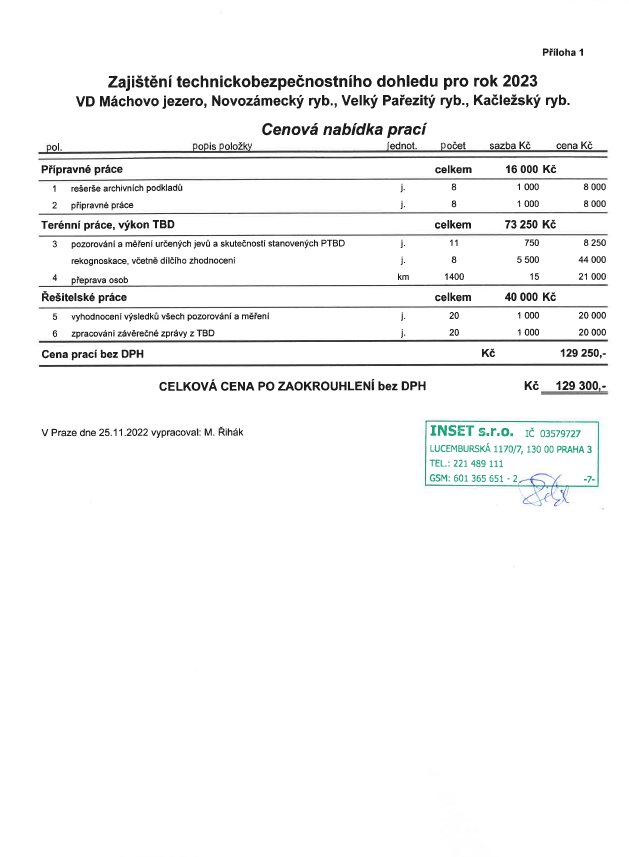 Příloha 1
Zajištění technickobezpečnostního dohledu pro rok 2023
VD Máchovo jezero, Novozámecký ryb., Velký Pařezitý ryb., Kačležský ryb.
Cenová nabídka prací
pol. popis položky jednot. počet sazba Kč cena Kč
Přípravné práce celkem 16 000 Kč
1 rešerše archivních podkladů j. 8 1 000 8 000
2 přípravné práce j. 8 1 000 8 000
Terénní práce, výkon TBD celkem 73 250 Kč
3 pozorování a měření určených jevů a skutečností stanovených PTBD j. 11 750 8 250
rekognoskace, včetně dílčího zhodnocení j. 8 5 500 44 000
4 přeprava osob km 1400 15 21 000
Řešitelské práce celkem 40 000 Kč
5 vyhodnocení výsledků všech pozorování a měření j. 20 1 000 20 000
6 zpracování závěrečné zprávy z TBD j. 20 1 000 20 000
Cena prací bez DPH Kč 129 250,-
CELKOVÁ CENA PO ZAOKROUHLENÍ bez DPH Kč 129 300,-
V Praze dne 25.11.2022 vypracoval: M. Řihák
INSET s.r.o. IČ 03579727
LUCEMBURSKÁ 1170/7, 130 00 PRAHA 3
TEL.: 221 489 111
GSM: 601 365 651 - 2 -7-